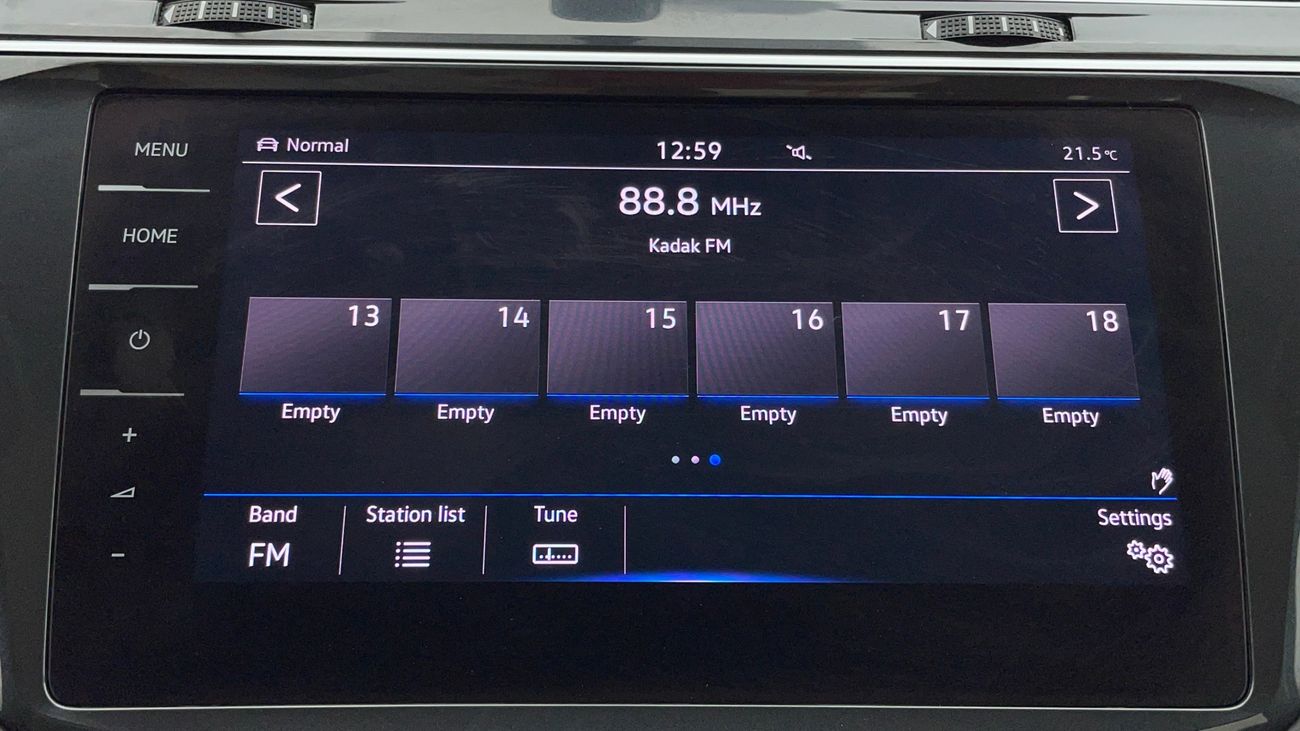 MENU
HOME
Normal
12:59
21.5°C
<
88.8 MHz
>
Kadak FM
13
14
15
16
17
18
Empty
Empty
Empty
Empty
Empty
Empty
+
-
Band
Station list
Tune
Settings
FM